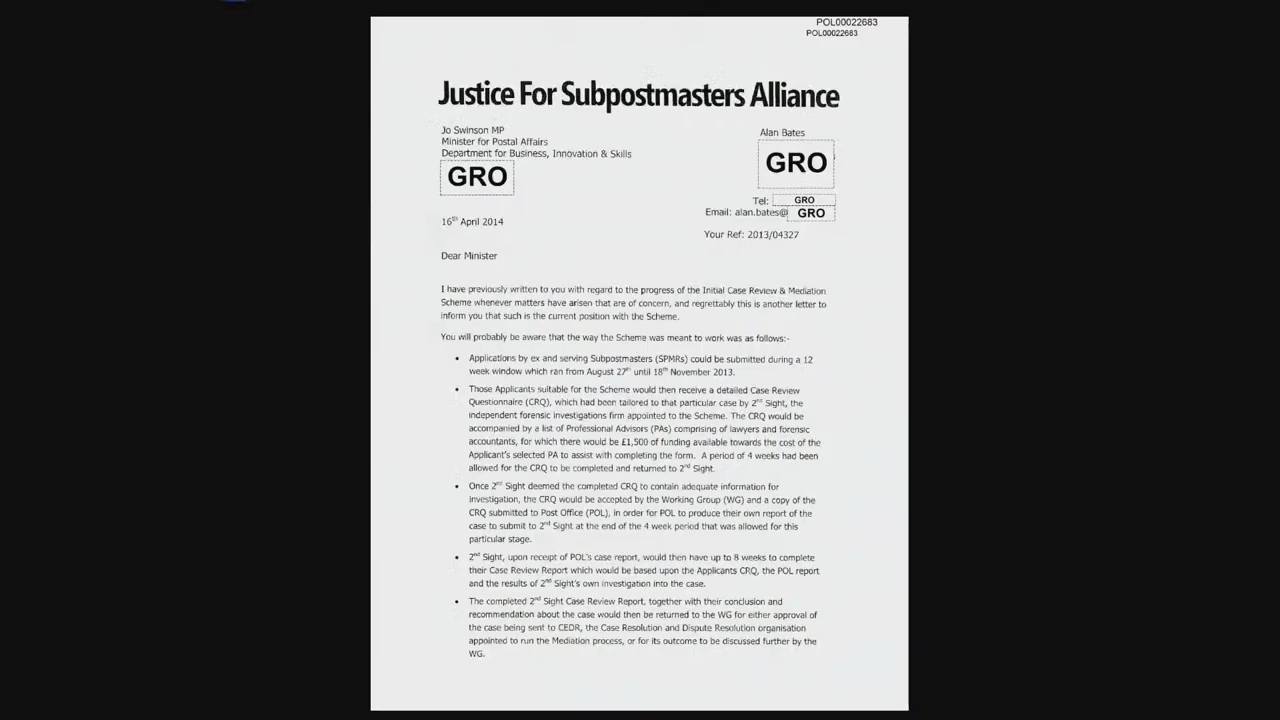 POL00022683
POL00022683
Justice For Subpostmasters Alliance
Jo Swinson MP
Minister for Postal Affairs
Department for Business, Innovation & Skills
GRO
Alan Bates
GRO
Tel: GRO
Email: alan.bates@ GRO
16th April 2014
Your Ref: 2013/04327
Dear Minister
I have previously written to you with regard to the progress of the Initial Case Review & Mediation
Scheme whenever matters have arisen that are of concern, and regrettably this is another letter to
inform you that such is the current position with the Scheme.
You will probably be aware that the way the Scheme was meant to work was as follows:-
• Applications by ex and serving Subpostmasters (SPMRs) could be submitted during a 12
week window which ran from August 27th until 18th November 2013.
• Those Applicants suitable for the Scheme would then receive a detailed Case Review
Questionnaire (CRQ), which had been tailored to that particular case by 2nd Sight, the
independent forensic investigations firm appointed to the Scheme. The CRQ would be
accompanied by a list of Professional Advisors (PAs) comprising of lawyers and forensic
accountants, for which there would be £1,500 of funding available towards the cost of the
Applicant's selected PA to assist with completing the form. A period of 4 weeks had been
allowed for the CRQ to be completed and returned to 2nd Sight.
• Once 2nd Sight deemed the completed CRQ to contain adequate information for
investigation, the CRQ would be accepted by the Working Group (WG) and a copy of the
CRQ submitted to Post Office (POL), in order for POL to produce their own report of the
case to submit to 2nd Sight at the end of the 4 week period that was allowed for this
particular stage.
• 2nd Sight, upon receipt of POL's case report, would then have up to 8 weeks to complete
their Case Review Report which would be based upon the Applicants CRQ, the POL report
and the results of 2nd Sight's own investigation into the case.
• The completed 2nd Sight Case Review Report, together with their conclusion and
recommendation about the case would then be returned to the WG for either approval of
the case being sent to CEDR, the Case Resolution and Dispute Resolution organisation
appointed to run the Mediation process, or for its outcome to be discussed further by the
WG.